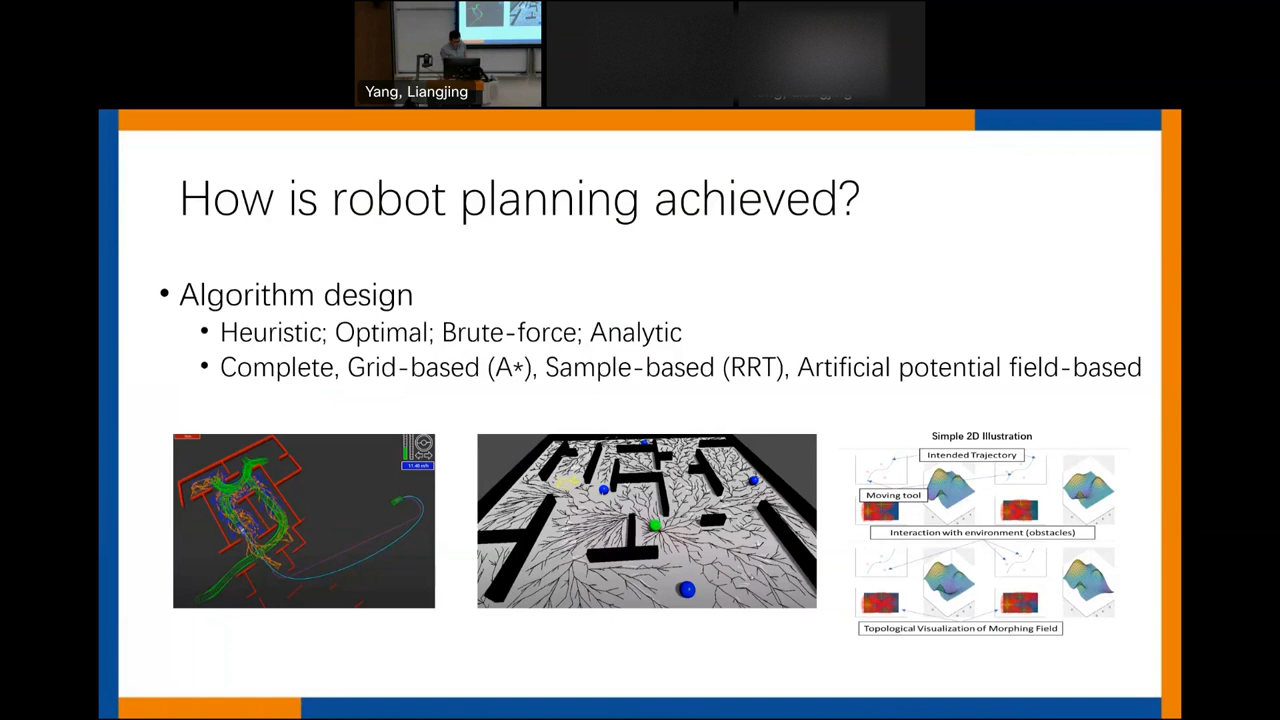 Yang, Liangjing
How is robot planning achieved?
• Algorithm design
• Heuristic; Optimal; Brute-force; Analytic
• Complete, Grid-based (A*), Sample-based (RRT), Artificial potential field-based
Simple 2D Illustration
Intended Trajectory
Moving tool
Interaction with environment (obstacles)
Topological Visualization of Morphing Field